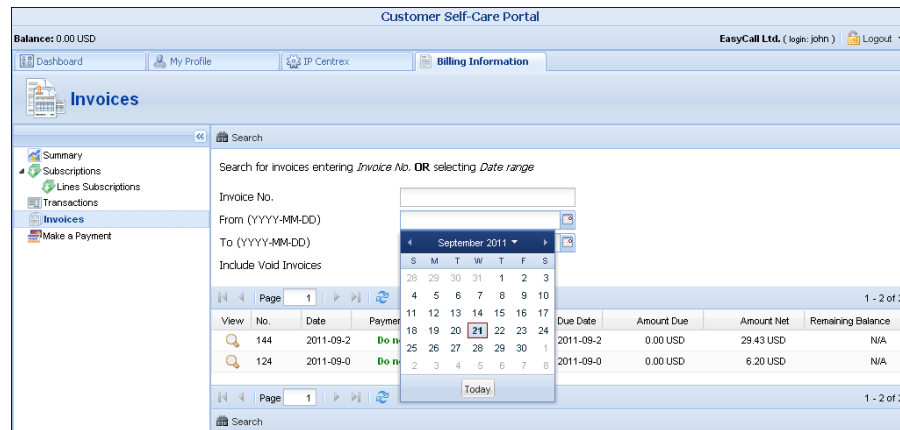 Customer Self-Care Portal
Balance: 0.00 USD EasyCall Ltd. ( login: john ) Logout
Dashboard My Profile IP Centrex Billing Information
Invoices
Search
Summary
Subscriptions
Lines Subscriptions
Transactions
Invoices
Make a Payment
Search for invoices entering Invoice No. OR selecting Date range
Invoice No.
From (YYYY-MM-DD)
To (YYYY-MM-DD)
Include Void Invoices
September 2011
S M T W T F S
28 29 30 31 1 2 3
4 5 6 7 8 9 10
11 12 13 14 15 16 17
18 19 20 21 22 23 24
25 26 27 28 29 30 1
2 3 4 5 6 7 8
Today
Page 1 1 - 2 of
View No. Date Due Date Amount Due Amount Net Remaining Balance
144 2011-09-2 Do 2011-09-2 0.00 USD 29.43 USD N/A
124 2011-09-0 Do 2011-09-0 0.00 USD 6.20 USD N/A
Page 1 1 - 2 of
Search